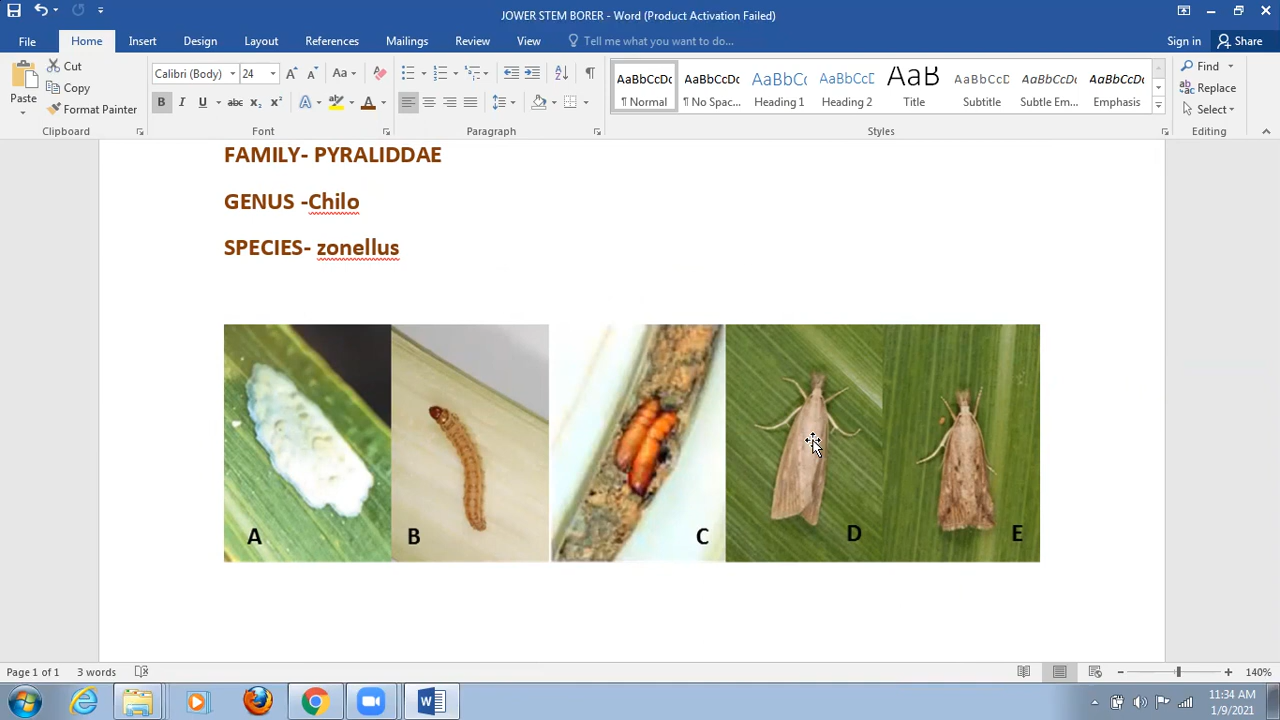 JOWER STEM BORER - Word (Product Activation Failed)
File Home Insert Design Layout References Mailings Review View Tell me what you want to do... Sign in Share
Cut
Copy
Format Painter
Paste
Clipboard
Calibri (Body) 24
Font
Paragraph
AaBbCcDc AaBbCcDc AaBbC( AaBbCcE AaB AaBbCcD AaBbCcDc AaBbCcDc
¶ Normal ¶ No Spac... Heading 1 Heading 2 Title Subtitle Subtle Em... Emphasis
Styles
Find
Replace
Select
Editing
FAMILY- PYRALIDDAE
GENUS -Chilo
SPECIES- zonellus
A B C D E
Page 1 of 1 3 words 140%
11:34 AM
1/9/2021